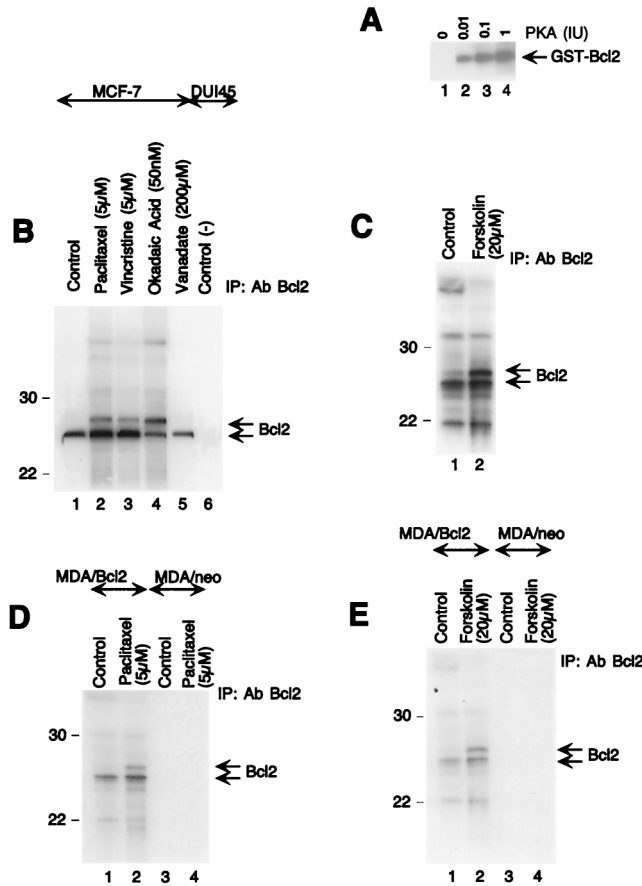 A
0
0.01
0.1
1
PKA (IU)
GST-Bcl2
1 2 3 4
MCF-7 DUI45
B
Control
Paclitaxel (5µM)
Vincristine (5µM)
Okadaic Acid (50nM)
Vanadate (200µM)
Control (-)
IP: Ab Bcl2
30
Bcl2
22
1 2 3 4 5 6
C
Control
Forskolin
(20µM)
IP: Ab Bcl2
30
Bcl2
22
1 2
MDA/Bcl2 MDA/neo
D
Control
Paclitaxel
(5µM)
Control
Paclitaxel
(5µM)
IP: Ab Bcl2
30
Bcl2
22
1 2 3 4
MDA/Bcl2 MDA/neo
E
Control
Forskolin
(20µM)
Control
Forskolin
(20µM)
IP: Ab Bcl2
30
Bcl2
22
1 2 3 4